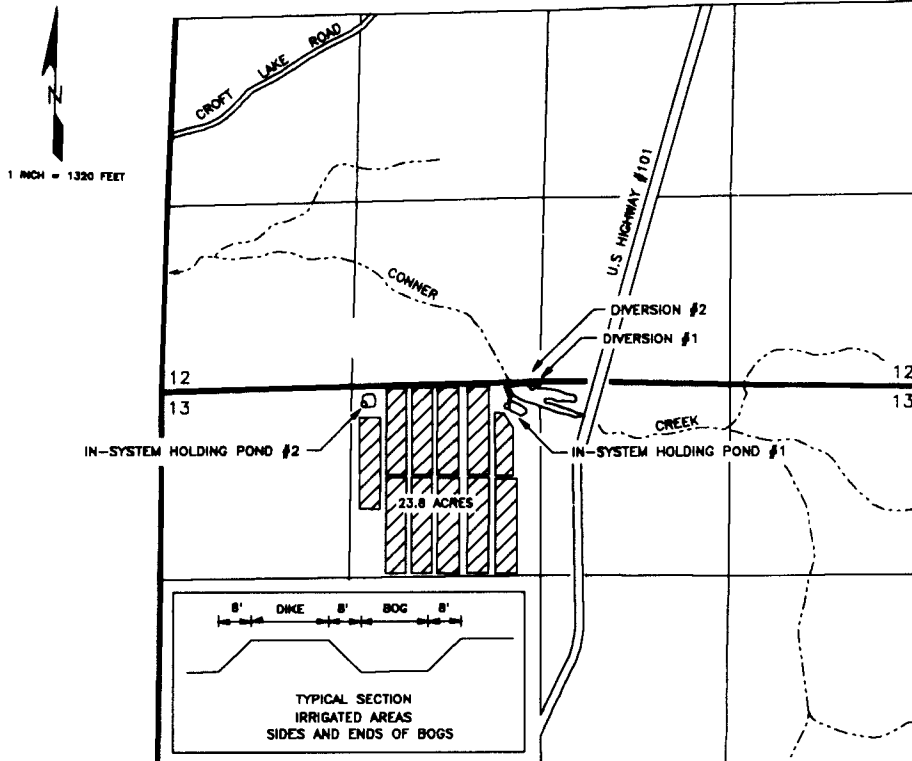 CROFT LAKE ROAD
N
1 INCH = 1320 FEET
U.S HIGHWAY #101
CONNER
DIVERSION #2
DIVERSION #1
12
12
13
13
CREEK
IN-SYSTEM HOLDING POND #2
IN-SYSTEM HOLDING POND #1
23.8 ACRES
8' DIKE 8' BOG 8'
TYPICAL SECTION
IRRIGATED AREAS
SIDES AND ENDS OF BOGS